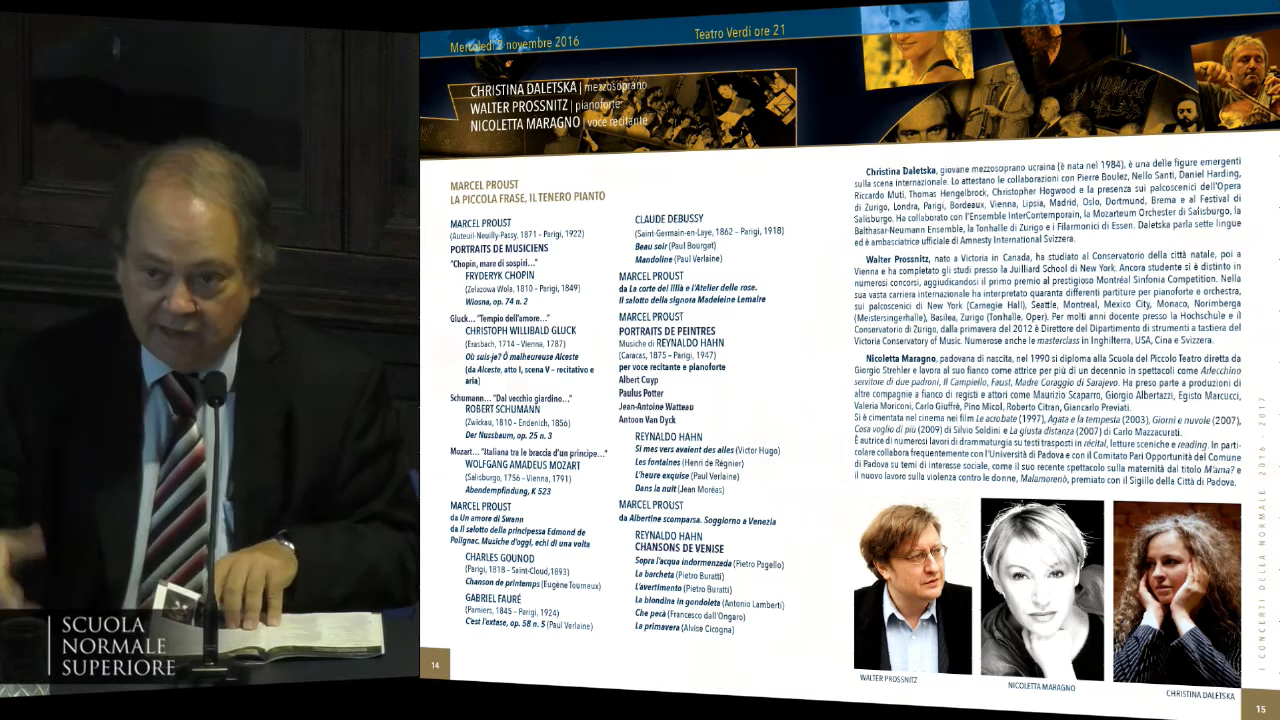 Mercoledì 2 novembre 2016
Teatro Verdi ore 21
CHRISTINA DALETSKA | mezzosoprano
WALTER PROSSNITZ | pianoforte
NICOLETTA MARAGNO | voce recitante
MARCEL PROUST
LA PICCOLA FRASE, IL TENERO PIANTO
MARCEL PROUST
(Auteuil-Neuilly-Passy, 1871 – Parigi, 1922)
PORTRAITS DE MUSICIENS
"Chopin, mare di sospiri..."
FRYDERYK CHOPIN
(Zelazowa Wola, 1810 – Parigi, 1849)
Wiosna, op. 74 n. 2
Gluck... "Tempio dell'amore..."
CHRISTOPH WILLIBALD GLUCK
(Erasbach, 1714 – Vienna, 1787)
Où suis-je? Ô malheureuse Alceste
(da Alceste, atto I, scena V – recitativo e
aria)
Schumann... "Dal vecchio giardino..."
ROBERT SCHUMANN
(Zwickau, 1810 – Endenich, 1856)
Der Nussbaum, op. 25 n. 3
Mozart... "Italiana tra le braccia d'un principe..."
WOLFGANG AMADEUS MOZART
(Salisburgo, 1756 – Vienna, 1791)
Abendempfindung, K 523
MARCEL PROUST
da Un amore di Swann
da Il salotto della principessa Edmond de
Polignac. Musiche d'oggi, echi di una volta
CHARLES GOUNOD
(Parigi, 1818 – Saint-Cloud,1893)
Chanson de printemps (Eugène Tourneux)
GABRIEL FAURÉ
(Pamiers, 1845 – Parigi, 1924)
C'est l'extase, op. 58 n. 5 (Paul Verlaine)
14
CLAUDE DEBUSSY
(Saint-Germain-en-Laye, 1862 – Parigi, 1918)
Beau soir (Paul Bourget)
Mandoline (Paul Verlaine)
MARCEL PROUST
da La corte dei lillà e l'Atelier delle rose.
Il salotto della signora Madeleine Lemaire
MARCEL PROUST
PORTRAITS DE PEINTRES
Musiche di REYNALDO HAHN
(Caracas, 1875 – Parigi, 1947)
per voce recitante e pianoforte
Albert Cuyp
Paulus Potter
Jean-Antoine Watteau
Antoon Van Dyck
REYNALDO HAHN
Si mes vers avaient des ailes (Victor Hugo)
Les fontaines (Henri de Régnier)
L'heure exquise (Paul Verlaine)
Dans la nuit (Jean Moréas)
MARCEL PROUST
da Albertine scomparsa. Soggiorno a Venezia
REYNALDO HAHN
CHANSONS DE VENISE
Sopra l'acqua indormenzada (Pietro Pagello)
La barcheta (Pietro Buratti)
L'avertimento (Pietro Buratti)
La biondina in gondoleta (Antonio Lamberti)
Che pecà (Francesco dall'Ongaro)
La primavera (Alvise Cicogna)
Christina Daletska, giovane mezzosoprano ucraina (è nata nel 1984), è una delle figure emergenti
sulla scena internazionale. Lo attestano le collaborazioni con Pierre Boulez, Nello Santi, Daniel Harding,
Riccardo Muti, Thomas Hengelbrock, Christopher Hogwood e la presenza sui palcoscenici dell'Opera
di Zurigo, Londra, Parigi, Bordeaux, Vienna, Lipsia, Madrid, Oslo, Dortmund, Brema e al Festival di
Salisburgo. Ha collaborato con l'Ensemble InterContemporain, la Mozarteum Orchester di Salisburgo, la
Balthasar-Neumann Ensemble, la Tonhalle di Zurigo e i Filarmonici di Essen. Daletska parla sette lingue
ed è ambasciatrice ufficiale di Amnesty International Svizzera.
Walter Prossnitz, nato a Victoria in Canada, ha studiato al Conservatorio della città natale, poi a
Vienna e ha completato gli studi presso la Juilliard School di New York. Ancora studente si è distinto in
numerosi concorsi, aggiudicandosi il primo premio al prestigioso Montréal Sinfonia Competition. Nella
sua vasta carriera internazionale ha interpretato quaranta differenti partiture per pianoforte e orchestra,
sui palcoscenici di New York (Carnegie Hall), Seattle, Montreal, Mexico City, Monaco, Norimberga
(Meistersingerhalle), Basilea, Zurigo (Tonhalle, Oper). Per molti anni docente presso la Hochschule e il
Conservatorio di Zurigo, dalla primavera del 2012 è Direttore del Dipartimento di strumenti a tastiera del
Victoria Conservatory of Music. Numerose anche le masterclass in Inghilterra, USA, Cina e Svizzera.
Nicoletta Maragno, padovana di nascita, nel 1990 si diploma alla Scuola del Piccolo Teatro diretta da
Giorgio Strehler e lavora al suo fianco come attrice per più di un decennio in spettacoli come Arlecchino
servitore di due padroni, Il Campiello, Faust, Madre Coraggio di Sarajevo. Ha preso parte a produzioni di
altre compagnie a fianco di registi e attori come Maurizio Scaparro, Giorgio Albertazzi, Egisto Marcucci,
Valeria Moriconi, Carlo Giuffrè, Pino Micol, Roberto Citran, Giancarlo Previati.
Si è cimentata nel cinema nei film Le acrobate (1997), Agata e la tempesta (2003), Giorni e nuvole (2007),
Cosa voglio di più (2009) di Silvio Soldini e La giusta distanza (2007) di Carlo Mazzacurati.
È autrice di numerosi lavori di drammaturgia su testi trasposti in récital, letture sceniche e reading. In parti-
colare collabora frequentemente con l'Università di Padova e con il Comitato Pari Opportunità del Comune
di Padova su temi di interesse sociale, come il suo recente spettacolo sulla maternità dal titolo M'ama? e
il nuovo lavoro sulla violenza contro le donne, Malamorenò, premiato con il Sigillo della Città di Padova.
WALTER PROSSNITZ
NICOLETTA MARAGNO
CHRISTINA DALETSKA
I CONCERTI DELLA NORMALE 2016 - 2017
15
SCUOLA
NORMALE
SUPERIORE